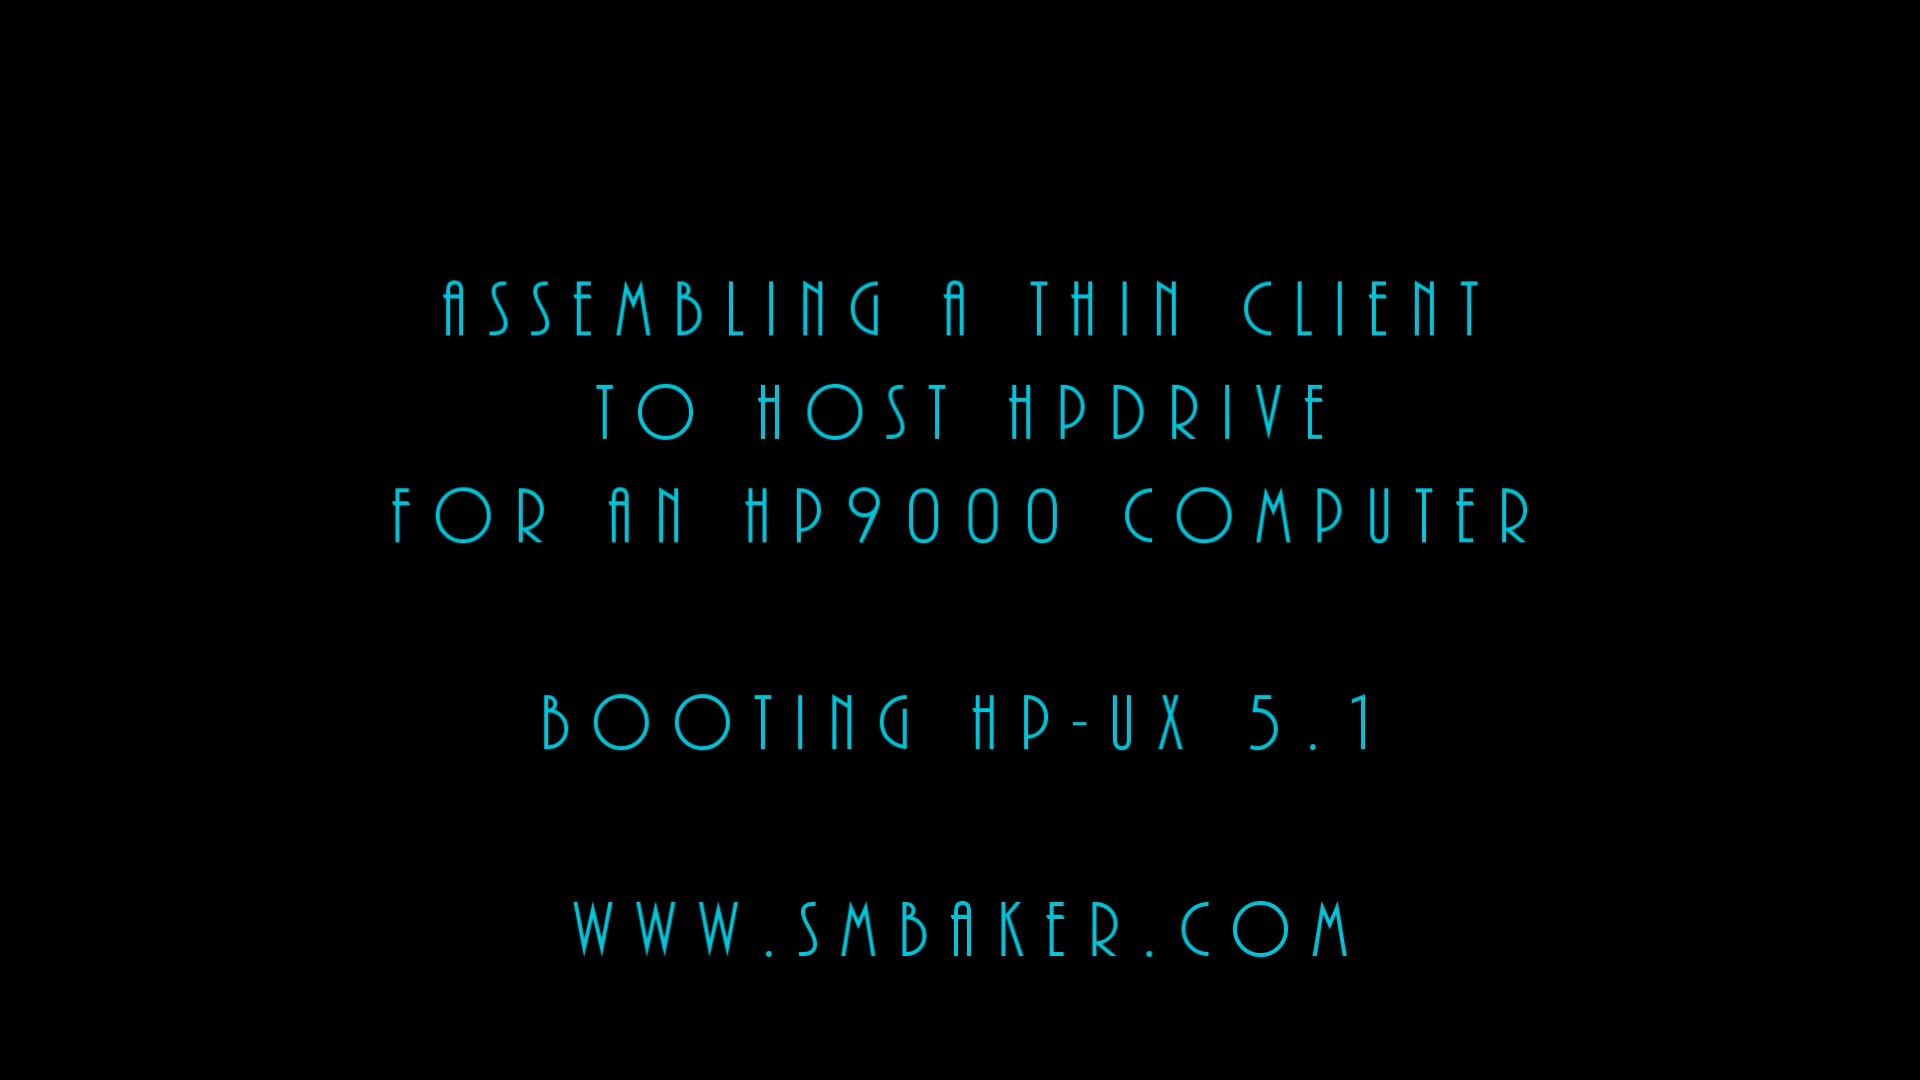 ASSEMBLING A THIN CLIENT
TO HOST HPDRIVE
FOR AN HP9000 COMPUTER
BOOTING HP-UX 5.1
WWW.SMBAKER.COM